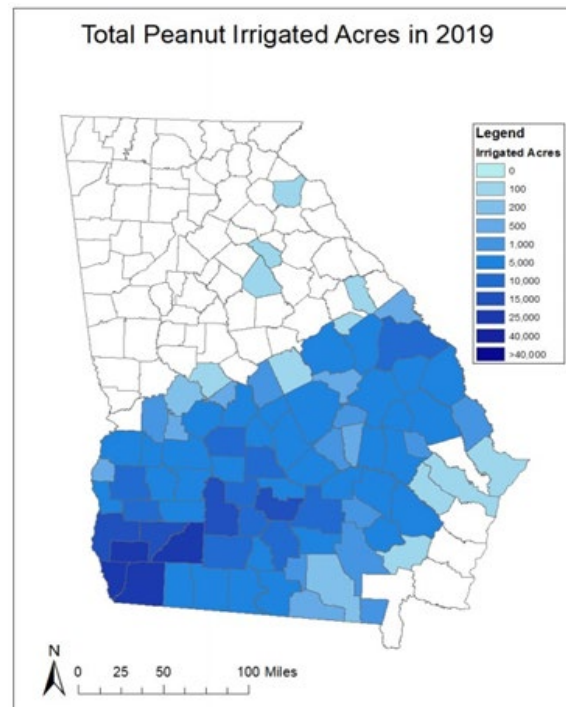 Total Peanut Irrigated Acres in 2019
Legend
Irrigated Acres
0
100
200
500
1,000
5,000
10,000
15,000
25,000
40,000
>40,000
N
0 25 50 100 Miles